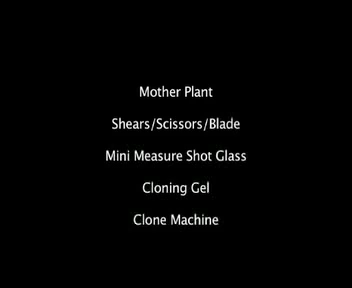 Mother Plant
Shears/Scissors/Blade
Mini Measure Shot Glass
Cloning Gel
Clone Machine